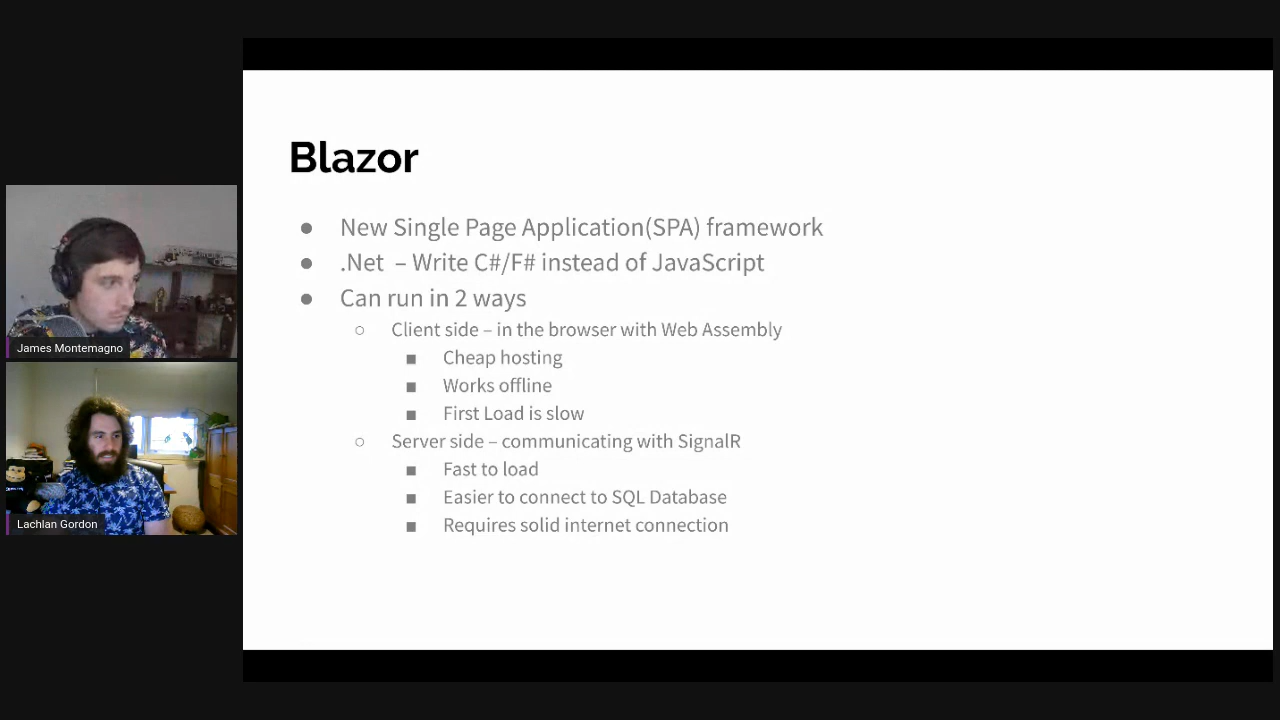 Blazor
● New Single Page Application(SPA) framework
● .Net – Write C#/F# instead of JavaScript
● Can run in 2 ways
○ Client side – in the browser with Web Assembly
■ Cheap hosting
■ Works offline
■ First Load is slow
○ Server side – communicating with SignalR
■ Fast to load
■ Easier to connect to SQL Database
■ Requires solid internet connection
James Montemagno
Lachlan Gordon